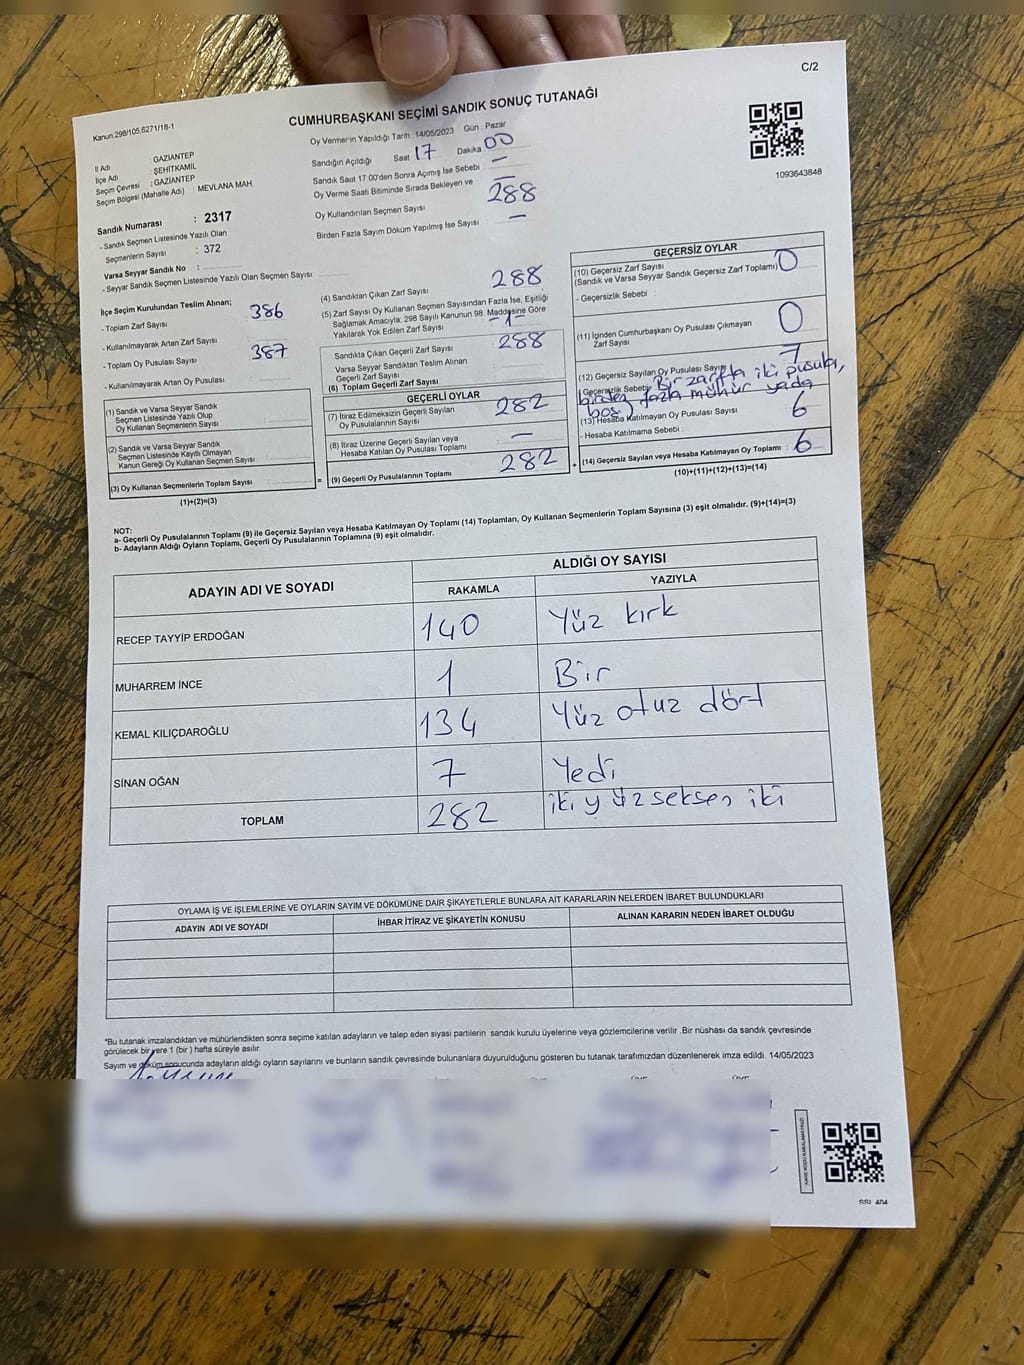 C/2
Kanun:298/105,6271/18-1
CUMHURBAŞKANI SEÇİMİ SANDIK SONUÇ TUTANAĞI
Oy Vermenin Yapıldığı Tarih : 14/05/2023 Gün : Pazar
İl Adı GAZİANTEP
İlçe Adı ŞEHİTKAMİL
Seçim Çevresi : GAZİANTEP
Seçim Bölgesi (Mahalle Adı) MEVLANA MAH
Sandığın Açıldığı Saat 17 Dakika 00
Sandık Saat 17:00'den Sonra Açılmış İse Sebebi : —
Oy Verme Saati Bitiminde Sırada Bekleyen ve —
Oy Kullandırılan Seçmen Sayısı 288
Birden Fazla Sayım Döküm Yapılmış İse Sayısı —
1093643848
Sandık Numarası : 2317
- Sandık Seçmen Listesinde Yazılı Olan
Seçmenlerin Sayısı : 372
Varsa Seyyar Sandık No :
- Seyyar Sandık Seçmen Listesinde Yazılı Olan Seçmen Sayısı
İlçe Seçim Kurulundan Teslim Alınan;
- Toplam Zarf Sayısı 386
- Kullanılmayarak Artan Zarf Sayısı
- Toplam Oy Pusulası Sayısı 387
- Kullanılmayarak Artan Oy Pusulası
(1) Sandık ve Varsa Seyyar Sandık
Seçmen Listesinde Yazılı Olup
Oy Kullanan Seçmenlerin Sayısı
(2) Sandık ve Varsa Seyyar Sandık
Seçmen Listesinde Kayıtlı Olmayan
Kanun Gereği Oy Kullanan Seçmen Sayısı
(3) Oy Kullanan Seçmenlerin Toplam Sayısı =
(1)+(2)=(3)
(4) Sandıktan Çıkan Zarf Sayısı 288
(5) Zarf Sayısı Oy Kullanan Seçmen Sayısından Fazla İse, Eşitliği
Sağlamak Amacıyla; 298 Sayılı Kanunun 98. Maddesine Göre
Yakılarak Yok Edilen Zarf Sayısı
Sandıkta Çıkan Geçerli Zarf Sayısı 288
Varsa Seyyar Sandıktan Teslim Alınan
Geçerli Zarf Sayısı
(6) Toplam Geçerli Zarf Sayısı
GEÇERLİ OYLAR
(7) İtiraz Edilmeksizin Geçerli Sayılan
Oy Pusulasının Sayısı 282
(8) İtiraz Üzerine Geçerli Sayılan veya
Hesaba Katılan Oy Pusulası Toplamı —
(9) Geçerli Oy Pusulalarının Toplamı 282 +
GEÇERSİZ OYLAR
(10) Geçersiz Zarf Sayısı 0
(Sandık ve Varsa Seyyar Sandık Geçersiz Zarf Toplamı)
- Geçersizlik Sebebi :
(11) İçinden Cumhurbaşkanı Oy Pusulası Çıkmayan
Zarf Sayısı 0
(12) Geçersiz Sayılan Oy Pusulası Sayısı 7
- Geçersizlik Sebebi: Bir zarfta iki pusula,
birden fazla mühür yada
boş)
(13) Hesaba Katılmayan Oy Pusulası Sayısı 6
- Hesaba Katılmama Sebebi :
(14) Geçersiz Sayılan veya Hesaba Katılmayan Oy Toplamı 6
(10)+(11)+(12)+(13)=(14)
NOT:
a- Geçerli Oy Pusulalarının Toplamı (9) ile Geçersiz Sayılan veya Hesaba Katılmayan Oy Toplamı (14) Toplamları, Oy Kullanan Seçmenlerin Toplam Sayısına (3) eşit olmalıdır. (9)+(14)=(3)
b- Adayların Aldığı Oyların Toplamı, Geçerli Oy Pusulalarının Toplamına (9) eşit olmalıdır.
ADAYIN ADI VE SOYADI
ALDIĞI OY SAYISI
RAKAMLA YAZIYLA
RECEP TAYYİP ERDOĞAN 140 Yüz kırk
MUHARREM İNCE 1 Bir
KEMAL KILIÇDAROĞLU 134 Yüz otuz dört
SİNAN OĞAN 7 Yedi
TOPLAM 282 iki yüz seksen iki
OYLAMA İŞ VE İŞLEMLERİNE VE OYLARIN SAYIM VE DÖKÜMÜNE DAİR ŞİKAYETLERLE BUNLARA AİT KARARLARIN NELERDEN İBARET BULUNDUKLARI
ADAYIN ADI VE SOYADI İHBAR İTİRAZ VE ŞİKAYETİN KONUSU ALINAN KARARIN NEDEN İBARET OLDUĞU
*Bu tutanak imzalandıktan ve mühürlendikten sonra seçime katılan adayların ve talep eden siyasi partilerin sandık kurulu üyelerine veya gözlemcilerine verilir .Bir nüshası da sandık çevresinde
görülecek bir yere 1 (bir ) hafta süreyle asılır.
Sayım ve döküm sonucunda adayların aldığı oyların sayılarını ve bunların sandık çevresinde bulunanlara duyurulduğunu gösteren bu tutanak tarafımızdan düzenlenerek imza edildi. 14/05/2023